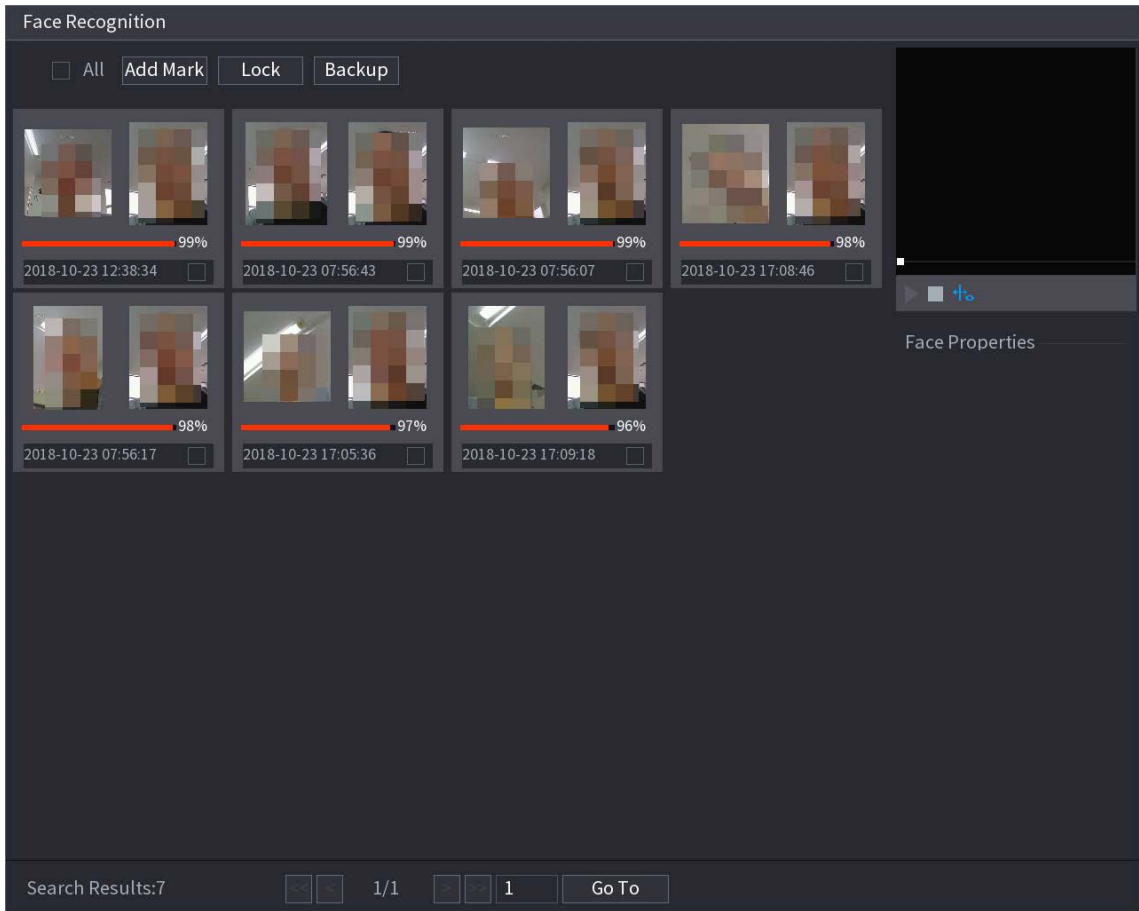 Face Recognition
All Add Mark Lock Backup
99% 99% 99% 98%
2018-10-23 12:38:34 2018-10-23 07:56:43 2018-10-23 07:56:07 2018-10-23 17:08:46
Face Properties
98% 97% 96%
2018-10-23 07:56:17 2018-10-23 17:05:36 2018-10-23 17:09:18
Search Results:7 << < 1/1 > >> 1 Go To